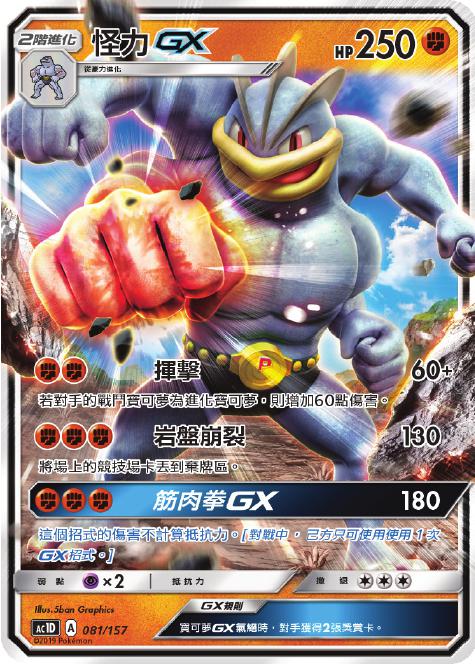 2階進化
怪力GX
HP 250
從豪力進化
P
揮擊 60+
若對手的戰鬥寶可夢為進化寶可夢，則增加60點傷害。
岩盤崩裂 130
將場上的競技場卡丟到棄牌區。
筋肉拳GX 180
這個招式的傷害不計算抵抗力。[對戰中，己方只可使用1次
GX招式。]
弱點 ×2 抵抗力 撤退
Illus.5ban Graphics
AC1D A 081/157
©2019 Pokémon
GX規則
寶可夢GX氣絕時，對手獲得2張獎賞卡。